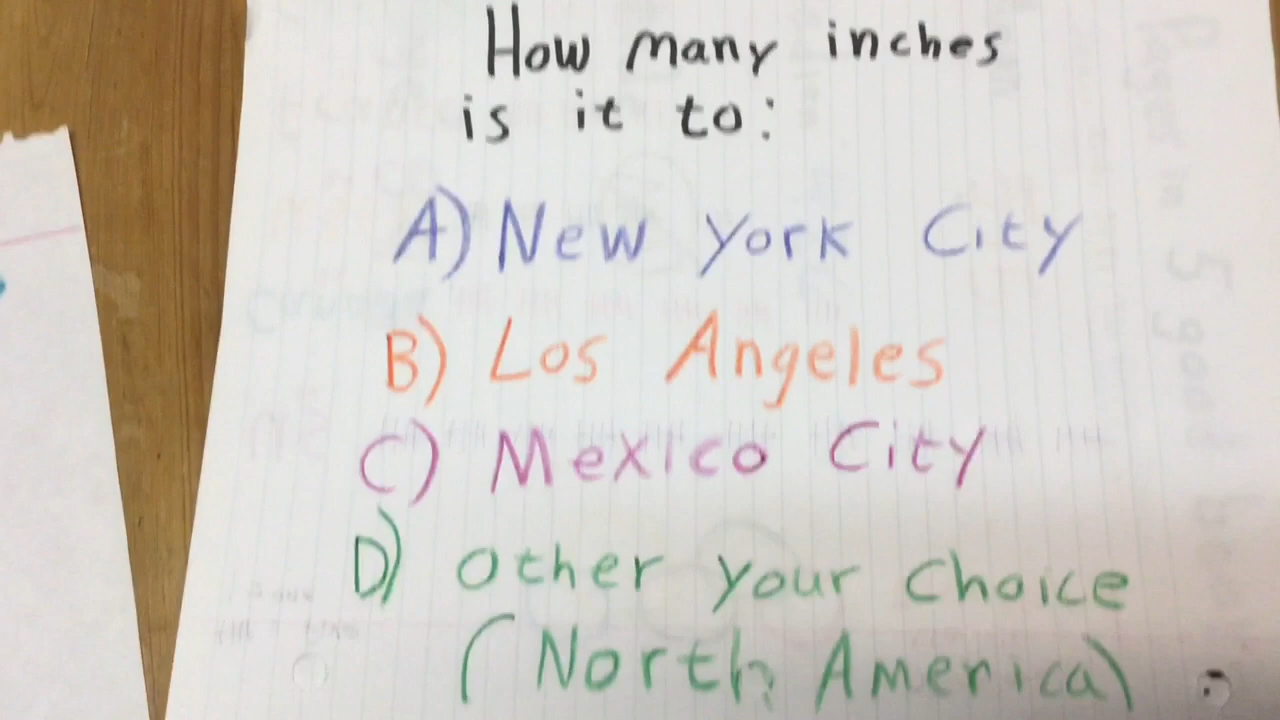 How many inches
is it to:
A) New York City
B) Los Angeles
C) Mexico City
D) Other your choice
(North America)